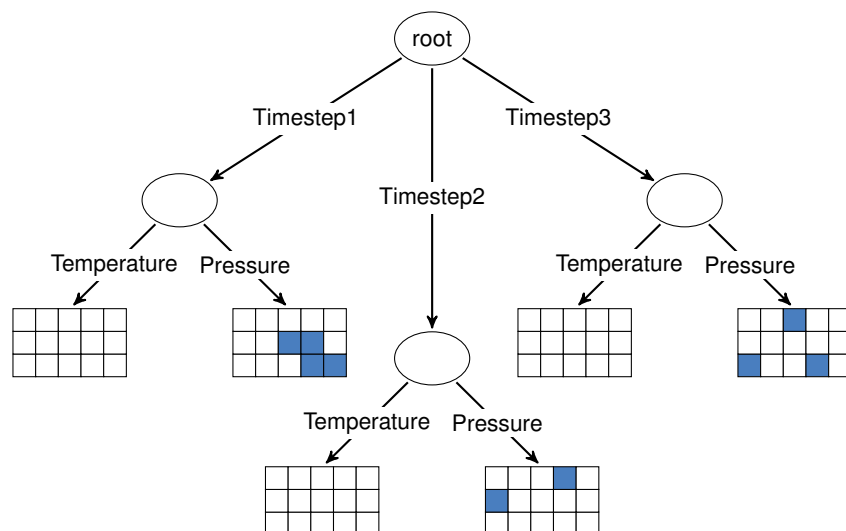 root
Timestep1
Timestep3
Timestep2
Temperature
Pressure
Temperature
Pressure
Temperature
Pressure